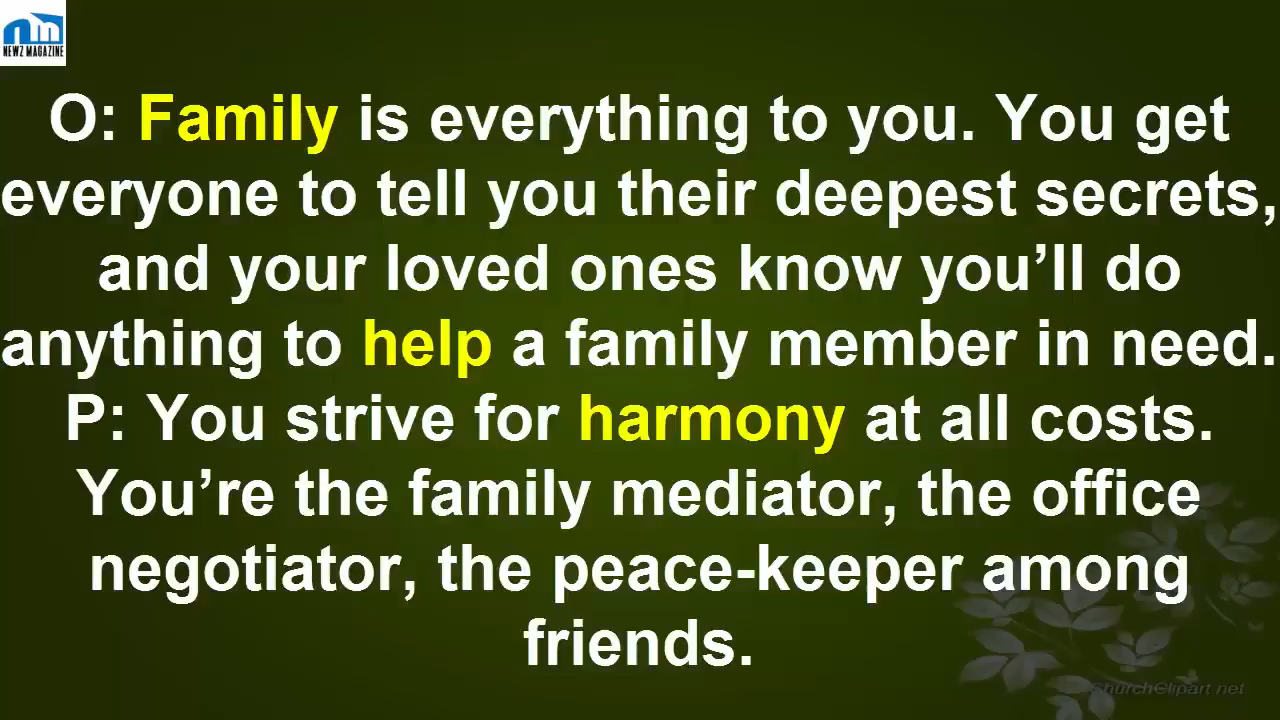 NEWZ MAGAZINE
O: Family is everything to you. You get
everyone to tell you their deepest secrets,
and your loved ones know you’ll do
anything to help a family member in need.
P: You strive for harmony at all costs.
You’re the family mediator, the office
negotiator, the peace-keeper among
friends.
ChurchClipart.net